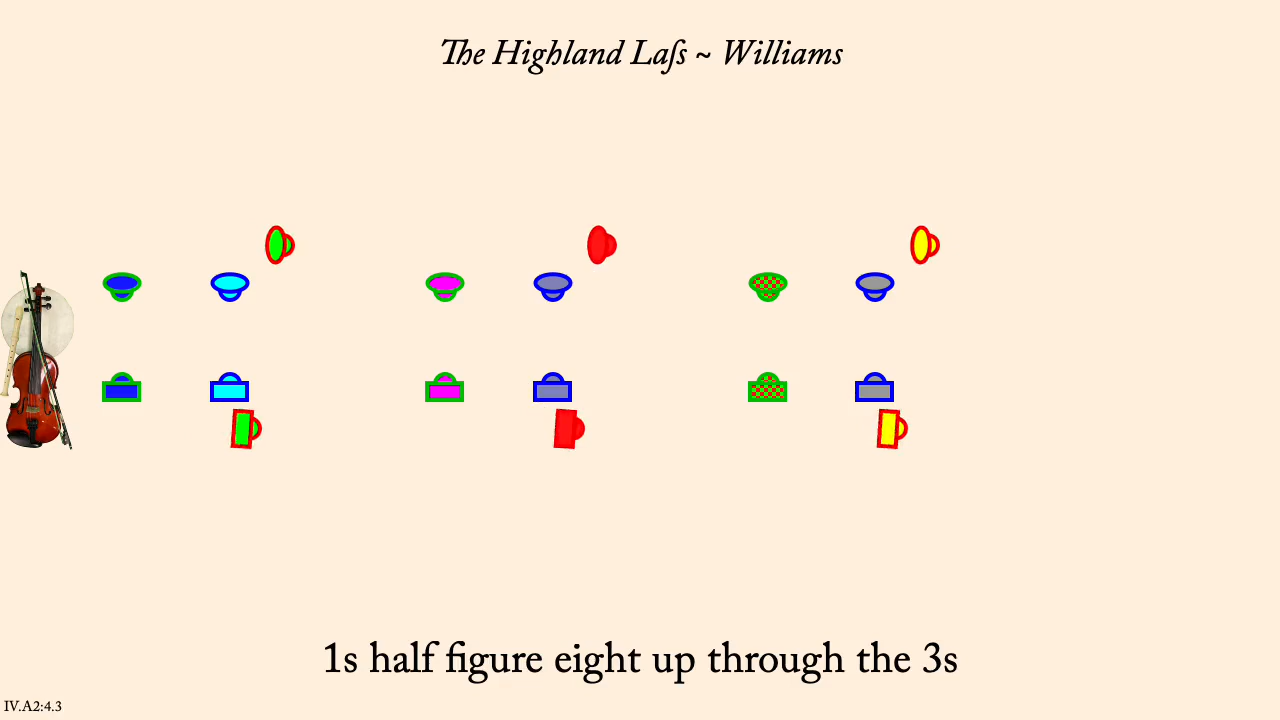 The Highland Laſs ~ Williams
1s half figure eight up through the 3s
IV.A2:4.3